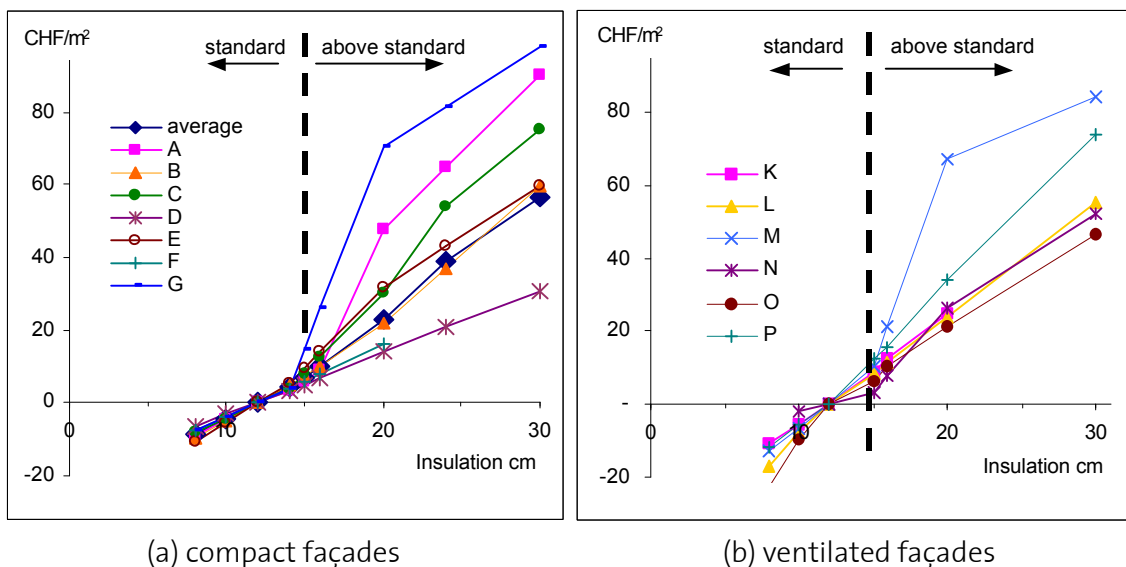 CHF/m²
standard
above standard
80
60
40
20
0
-20
0
10
20
30
Insulation cm
average
A
B
C
D
E
F
G
(a) compact façades
CHF/m²
standard
above standard
80
60
40
20
-
-20
0
10
20
30
Insulation cm
K
L
M
N
O
P
(b) ventilated façades